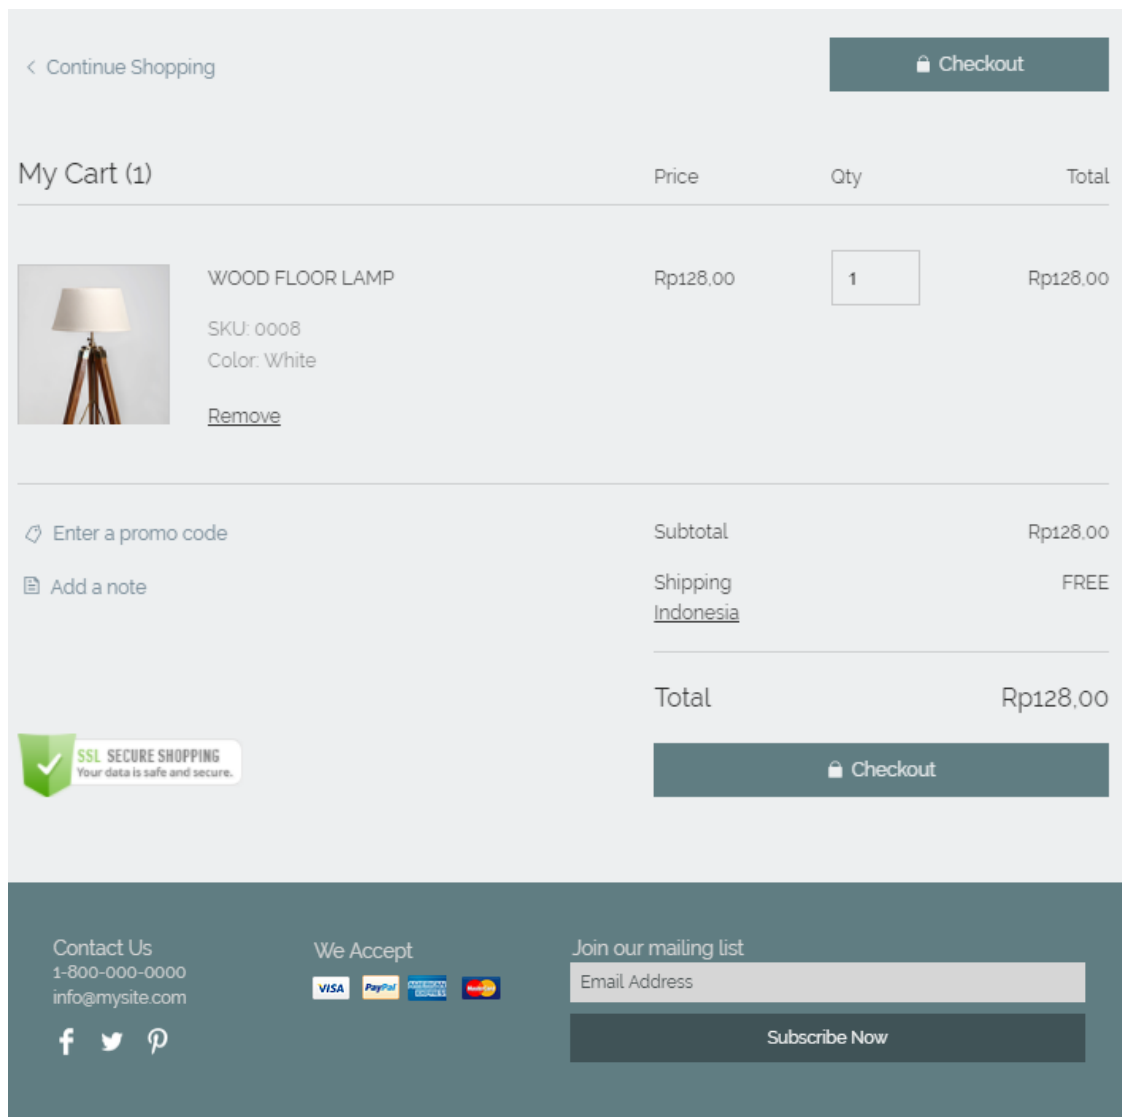 Continue Shopping
Checkout
My Cart (1)
Price
Qty
Total
WOOD FLOOR LAMP
Rp128,00
1
Rp128,00
SKU: 0008
Color: White
Remove
Enter a promo code
Add a note
Subtotal
Rp128,00
Shipping
FREE
Indonesia
Total
Rp128,00
Checkout
SSL SECURE SHOPPING
Your data is safe and secure.
Contact Us
1-800-000-0000
info@mysite.com
We Accept
VISA
PayPal
AMERICAN
EXPRESS
MasterCard
Join our mailing list
Email Address
Subscribe Now